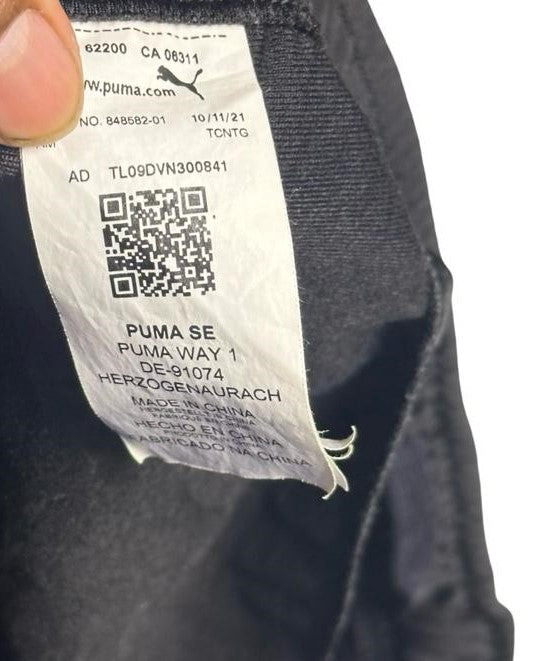 62200 CA 06311
www.puma.com
NO. 848582-01 10/11/21
TCNTG
AD TL09DVN300841
PUMA SE
PUMA WAY 1
DE-91074
HERZOGENAURACH
MADE IN CHINA
HECHO EN CHINA
FABRICADO NA CHINA